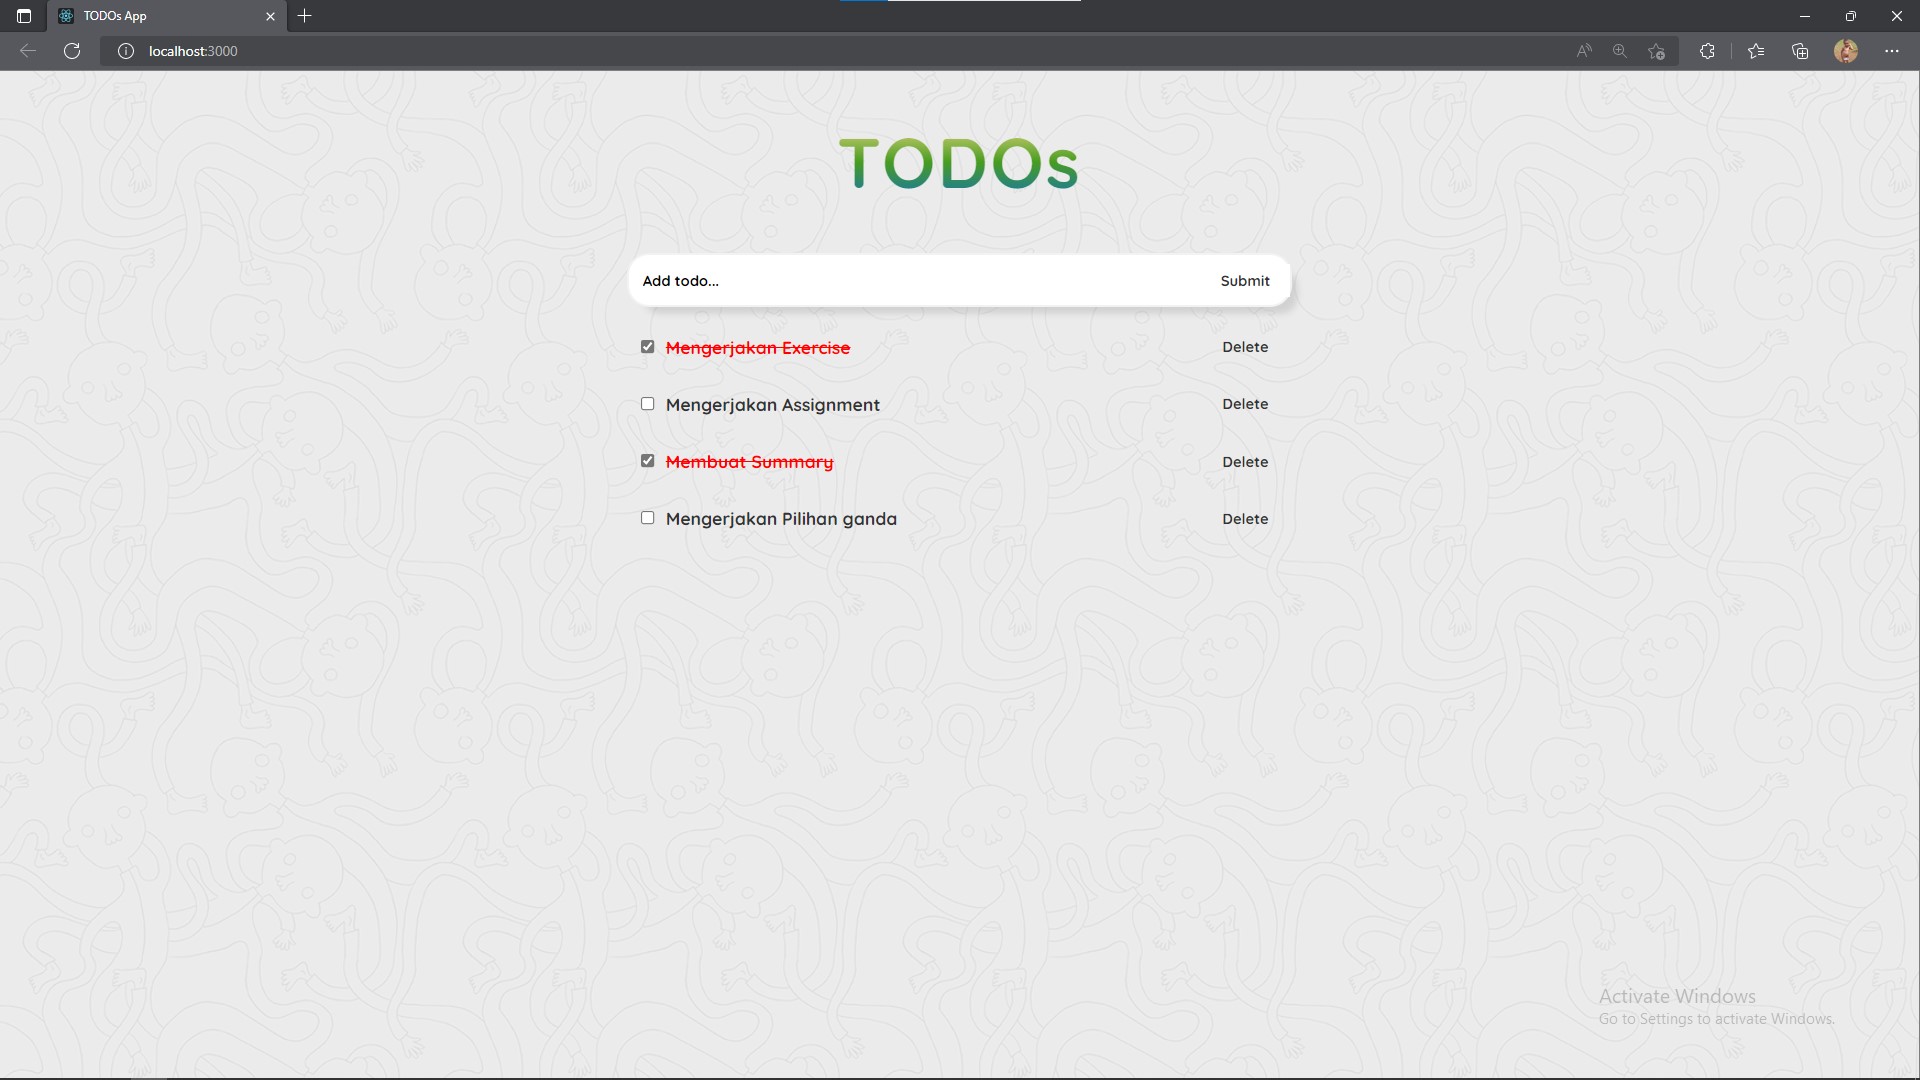 TODOs App
localhost:3000
TODOs
Add todo... Submit
Mengerjakan Exercise Delete
Mengerjakan Assignment Delete
Membuat Summary Delete
Mengerjakan Pilihan ganda Delete
Activate Windows
Go to Settings to activate Windows.